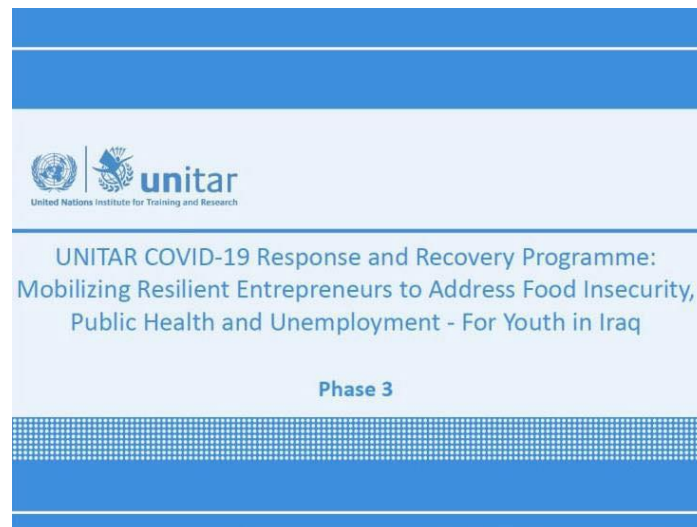 unitar
United Nations Institute for Training and Research
UNITAR COVID-19 Response and Recovery Programme:
Mobilizing Resilient Entrepreneurs to Address Food Insecurity,
Public Health and Unemployment - For Youth in Iraq
Phase 3